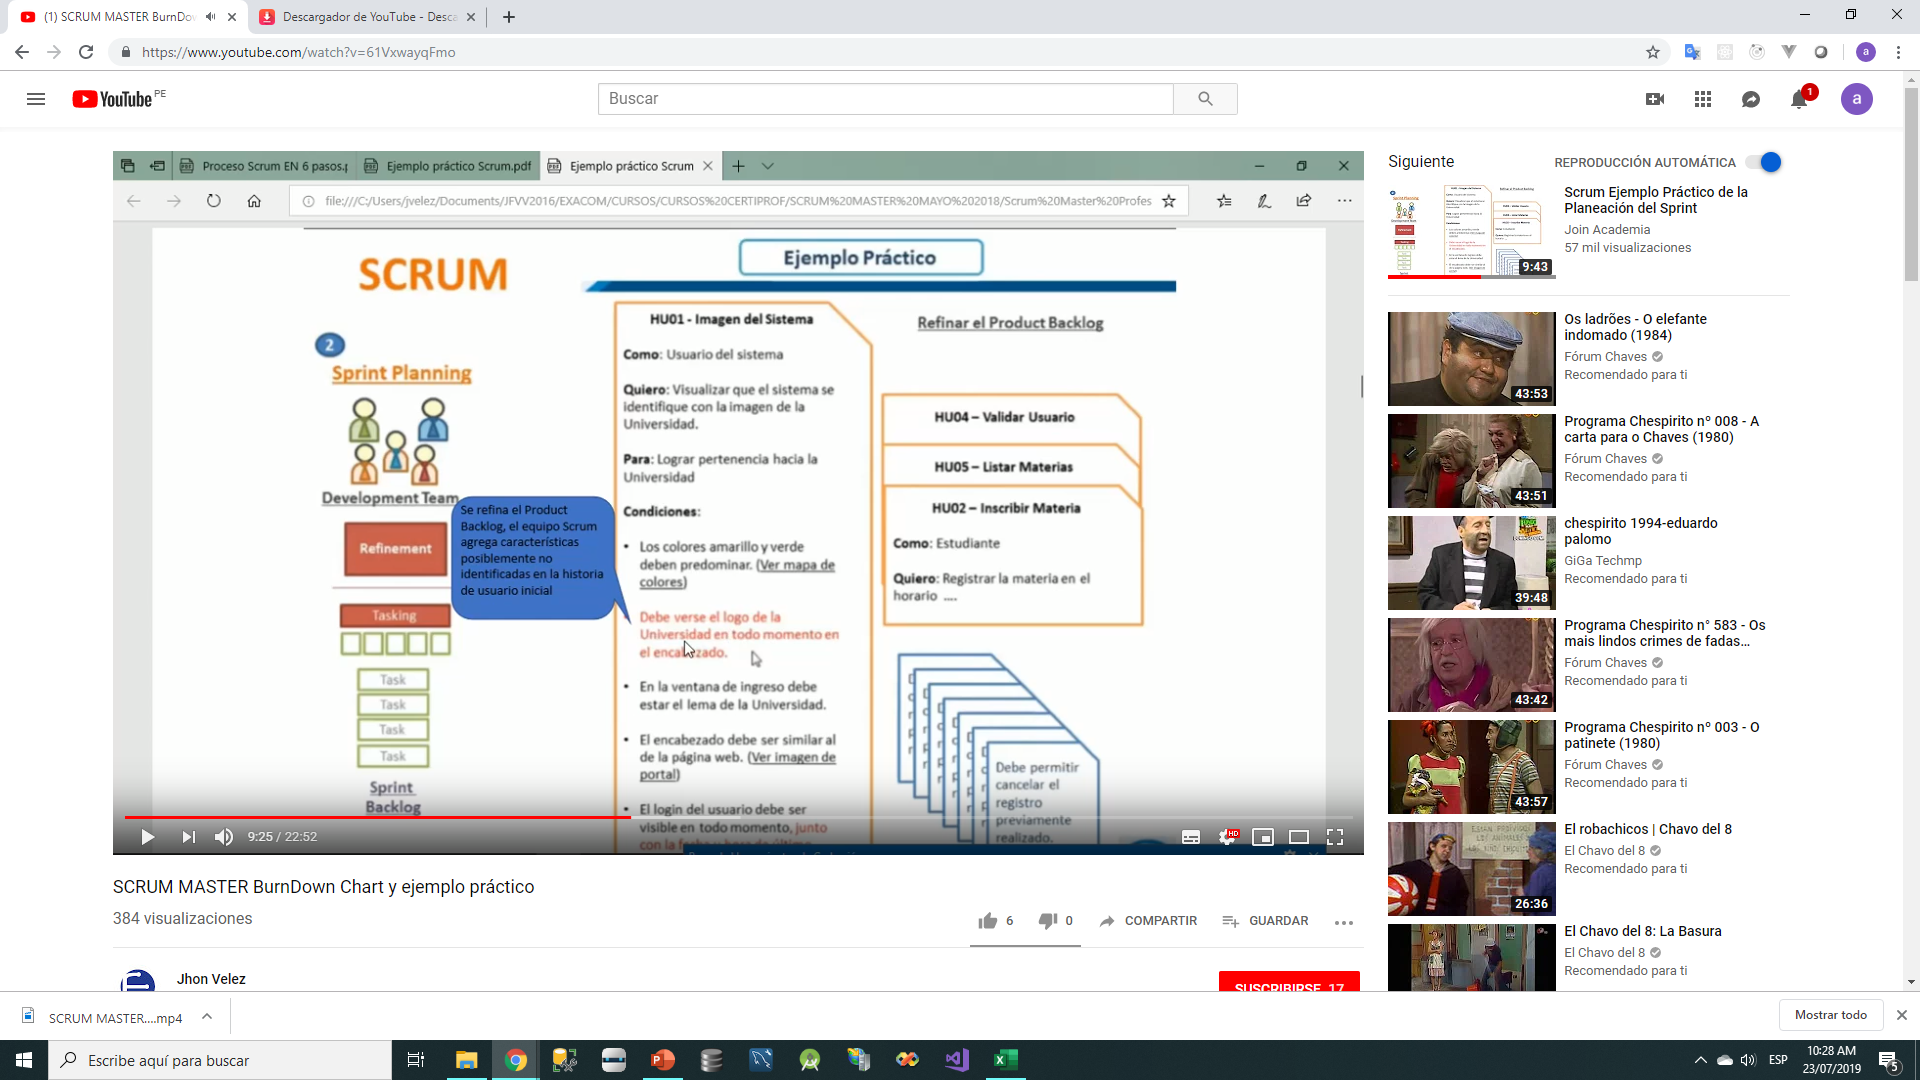 (1) SCRUM MASTER BurnDo
Descargador de YouTube - Desca
https://www.youtube.com/watch?v=61VxwayqFmo
a
YouTube PE
Buscar
1
a
Proceso Scrum EN 6 pasos.p
Ejemplo práctico Scrum.pdf
Ejemplo práctico Scrum
file:///C:/Users/jvelez/Documents/JFVV2016/EXACOM/CURSOS/CURSOS%20CERTIPROF/SCRUM%20MASTER%20MAYO%202018/Scrum%20Master%20Profes
SCRUM
Ejemplo Práctico
2
Sprint Planning
Development Team
Refinement
Tasking
Task
Task
Task
Task
Sprint
Backlog
Se refina el Product
Backlog, el equipo Scrum
agrega características
posiblemente no
identificadas en la historia
de usuario inicial
HU01 - Imagen del Sistema
Como: Usuario del sistema
Quiero: Visualizar que el sistema se
identifique con la imagen de la
Universidad.
Para: Lograr pertenencia hacia la
Universidad
Condiciones:
• Los colores amarillo y verde
deben predominar. (Ver mapa de
colores)
Debe verse el logo de la
Universidad en todo momento en
el encabezado.
• En la ventana de ingreso debe
estar el lema de la Universidad.
• El encabezado debe ser similar al
de la página web. (Ver imagen de
portal)
• El login del usuario debe ser
visible en todo momento, junto
con la fecha y hora de
Refinar el Product Backlog
HU04 – Validar Usuario
HU05 – Listar Materias
HU02 – Inscribir Materia
Como: Estudiante
Quiero: Registrar la materia en el
horario ....
Debe permitir
cancelar el
registro
previamente
realizado.
9:25 / 22:52
HD
SCRUM MASTER BurnDown Chart y ejemplo práctico
384 visualizaciones
6
0
COMPARTIR
GUARDAR
Jhon Velez
SUSCRIBIRSE 17
Siguiente
REPRODUCCIÓN AUTOMÁTICA
9:43
Scrum Ejemplo Práctico de la
Planeación del Sprint
Join Academia
57 mil visualizaciones
43:53
Os ladrões - O elefante
indomado (1984)
Fórum Chaves
Recomendado para ti
43:51
Programa Chespirito nº 008 - A
carta para o Chaves (1980)
Fórum Chaves
Recomendado para ti
39:48
chespirito 1994-eduardo
palomo
GiGa Techmp
Recomendado para ti
43:42
Programa Chespirito n° 583 - Os
mais lindos crimes de fadas...
Fórum Chaves
Recomendado para ti
43:57
Programa Chespirito nº 003 - O
patinete (1980)
Fórum Chaves
Recomendado para ti
26:36
El robachicos | Chavo del 8
El Chavo del 8
Recomendado para ti
El Chavo del 8: La Basura
El Chavo del 8
Recomendado para ti
SCRUM MASTER....mp4
Mostrar todo
Escribe aquí para buscar
ESP
10:28 AM
23/07/2019
5